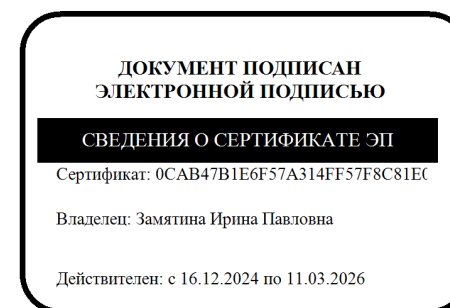 ДОКУМЕНТ ПОДПИСАН
ЭЛЕКТРОННОЙ ПОДПИСЬЮ
СВЕДЕНИЯ О СЕРТИФИКАТЕ ЭП
Сертификат: 0CAB47B1E6F57A314FF57F8C81E0
Владелец: Замятина Ирина Павловна
Действителен: с 16.12.2024 по 11.03.2026